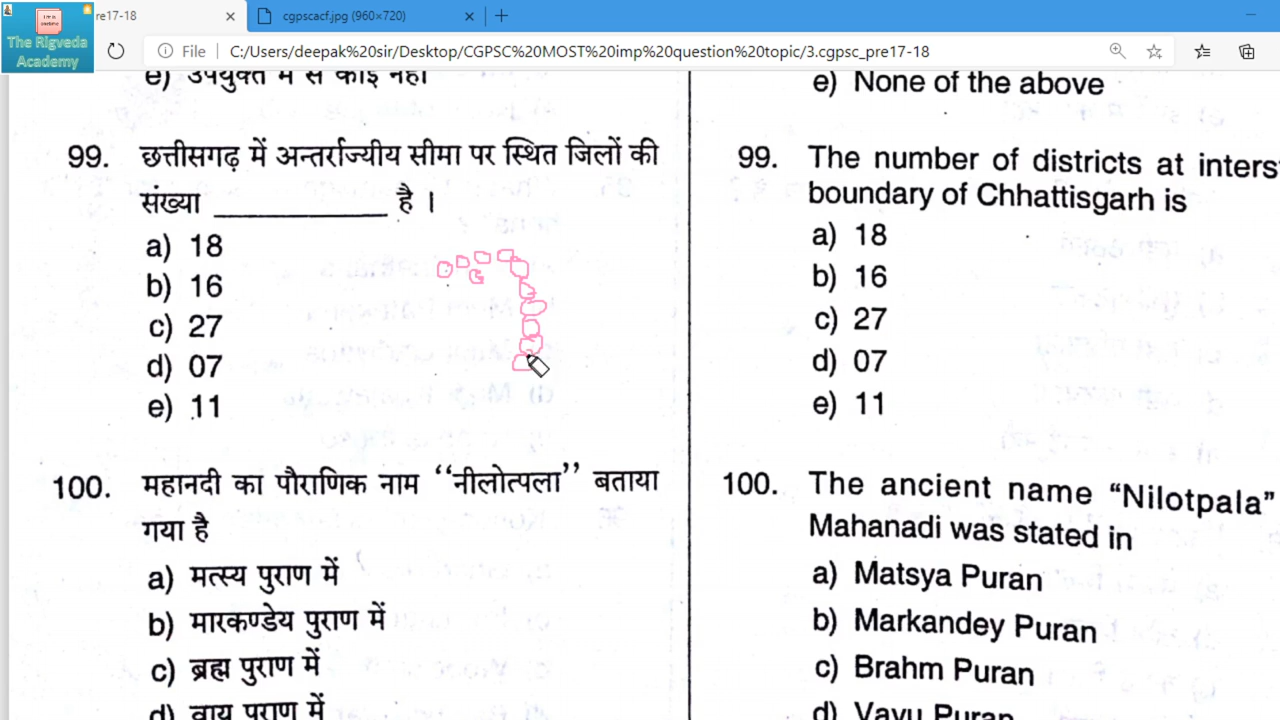 The Rigveda
Academy
re17-18
cgpscacf.jpg (960×720)
File
C:/Users/deepak%20sir/Desktop/CGPSC%20MOST%20imp%20question%20topic/3.cgpsc_pre17-18
e) उपर्युक्त में से कोई नहीं
99. छत्तीसगढ़ में अन्तर्राज्यीय सीमा पर स्थित जिलों की
संख्या ____________ है ।
a) 18
b) 16
c) 27
d) 07
e) 11
100. महानदी का पौराणिक नाम “नीलोत्पला” बताया
गया है
a) मत्स्य पुराण में
b) मारकण्डेय पुराण में
c) ब्रह्म पुराण में
d) वायु पुराण में
e) None of the above
99. The number of districts at inters
boundary of Chhattisgarh is
a) 18
b) 16
c) 27
d) 07
e) 11
100. The ancient name “Nilotpala”
Mahanadi was stated in
a) Matsya Puran
b) Markandey Puran
c) Brahm Puran
d) Vayu Puran